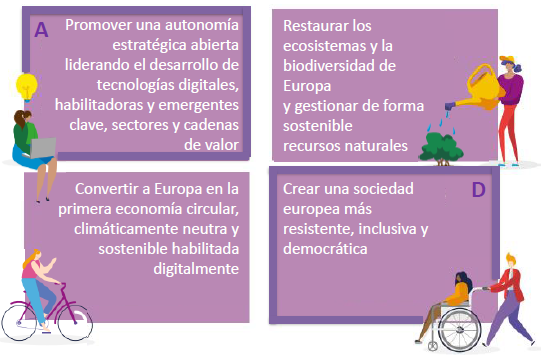 A
Promover una autonomía
estratégica abierta
liderando el desarrollo de
tecnologías digitales,
habilitadoras y emergentes
clave, sectores y cadenas
de valor
Restaurar los
ecosistemas y la
biodiversidad de
Europa
y gestionar de forma
sostenible
recursos naturales
Convertir a Europa en la
primera economía circular,
climáticamente neutra y
sostenible habilitada
digitalmente
D
Crear una sociedad
europea más
resistente, inclusiva y
democrática